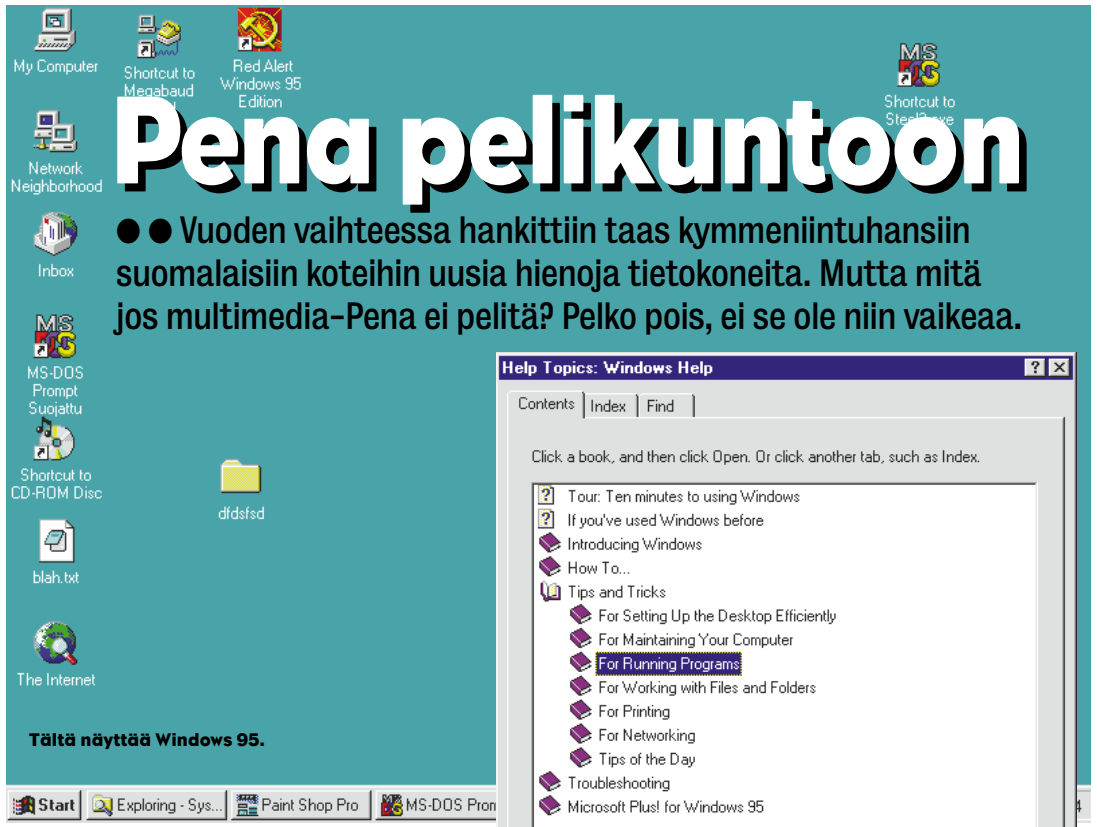 My Computer
Shortcut to
Megabaud
Red Alert
Windows 95
Edition
MS
Shortcut to
Pena pelikuntoon
Network
Neighborhood
●● Vuoden vaihteessa hankittiin taas kymmeniintuhansiin
suomalaisiin koteihin uusia hienoja tietokoneita. Mutta mitä
jos multimedia-Pena ei pelitä? Pelko pois, ei se ole niin vaikeaa.
Inbox
MS
MS-DOS
Prompt
Suojattu
Shortcut to
CD-ROM Disc
dfdsfsd
blah.txt
The Internet
Tältä näyttää Windows 95.
Help Topics: Windows Help
Contents
Index
Find
Click a book, and then click Open. Or click another tab, such as Index.
Tour: Ten minutes to using Windows
If you've used Windows before
Introducing Windows
How To...
Tips and Tricks
For Setting Up the Desktop Efficiently
For Maintaining Your Computer
For Running Programs
For Working with Files and Folders
For Printing
For Networking
Tips of the Day
Troubleshooting
Microsoft Plus! for Windows 95
Start
Exploring - Sys...
Paint Shop Pro
MS-DOS Pron
4